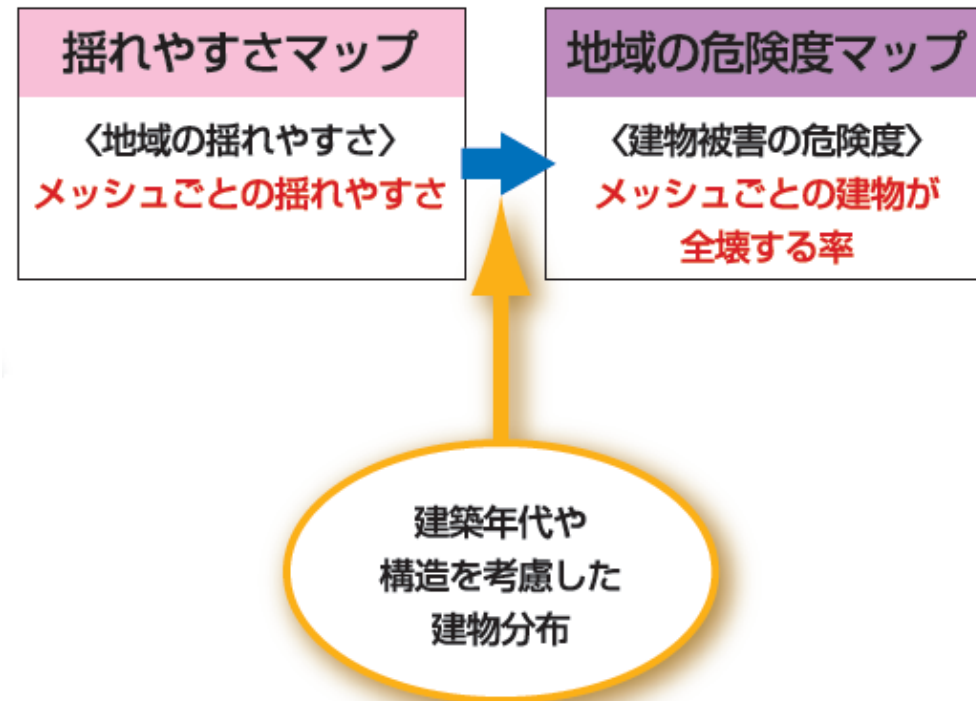 揺れやすさマップ
〈地域の揺れやすさ〉
メッシュごとの揺れやすさ
地域の危険度マップ
〈建物被害の危険度〉
メッシュごとの建物が
全壊する率
建築年代や
構造を考慮した
建物分布